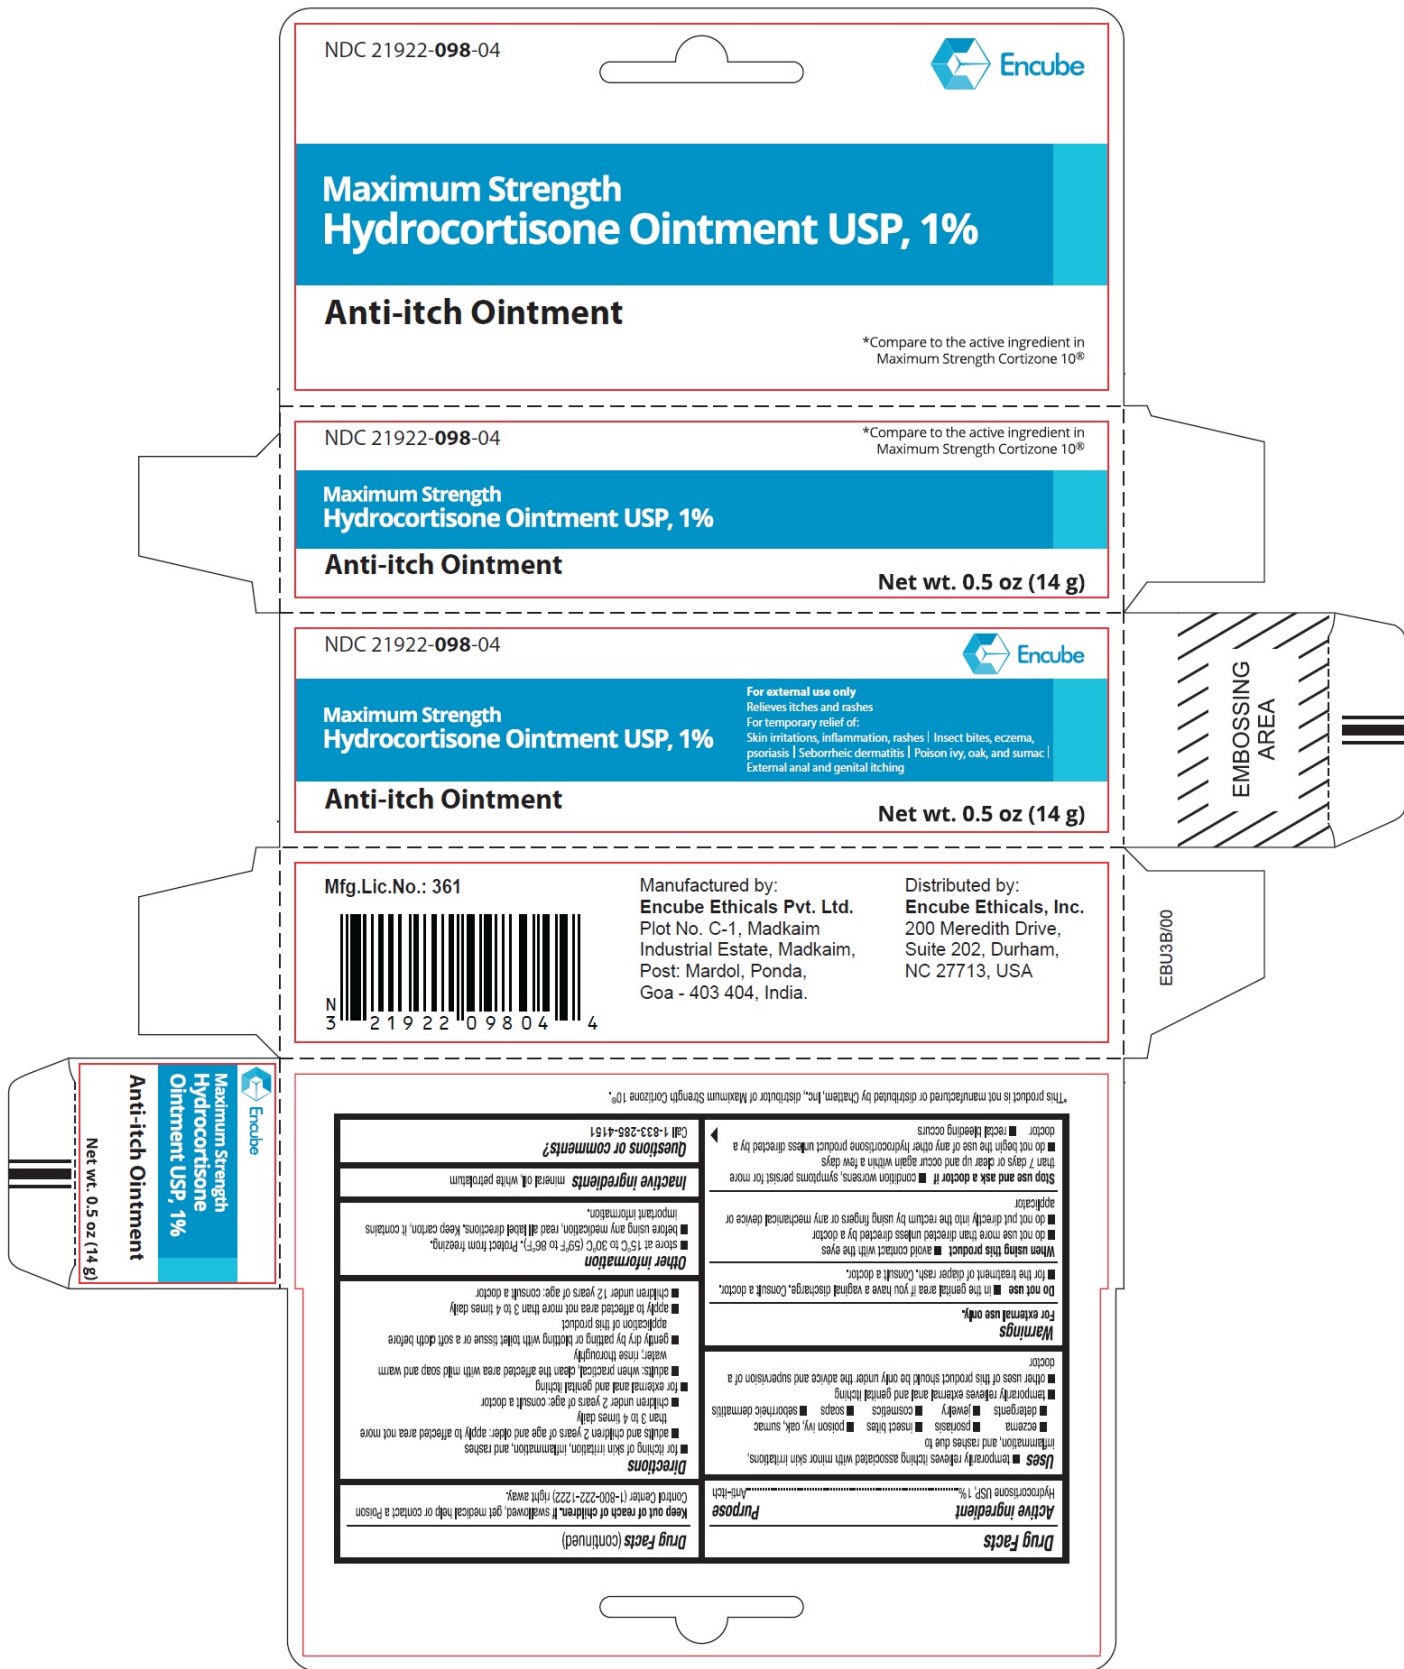 NDC 21922-098-04
Encube
Maximum Strength
Hydrocortisone Ointment USP, 1%
Anti-itch Ointment
*Compare to the active ingredient in
Maximum Strength Cortizone 10®
NDC 21922-098-04
*Compare to the active ingredient in
Maximum Strength Cortizone 10®
Maximum Strength
Hydrocortisone Ointment USP, 1%
Anti-itch Ointment
Net wt. 0.5 oz (14 g)
NDC 21922-098-04
Encube
Maximum Strength
Hydrocortisone Ointment USP, 1%
For external use only
Relieves itches and rashes
For temporary relief of:
Skin irritations, inflammation, rashes | Insect bites, eczema,
psoriasis | Seborrheic dermatitis | Poison ivy, oak, and sumac |
External anal and genital itching
Anti-itch Ointment
Net wt. 0.5 oz (14 g)
EMBOSSING
AREA
Mfg.Lic.No.: 361
N
3 21922 09804 4
Manufactured by:
Encube Ethicals Pvt. Ltd.
Plot No. C-1, Madkaim
Industrial Estate, Madkaim,
Post: Mardol, Ponda,
Goa - 403 404, India.
Distributed by:
Encube Ethicals, Inc.
200 Meredith Drive,
Suite 202, Durham,
NC 27713, USA
EBU3B/00
Encube
Maximum Strength
Hydrocortisone
Ointment USP, 1%
Anti-itch Ointment
Net wt. 0.5 oz (14 g)
Drug Facts
Active ingredient Purpose
Hydrocortisone USP, 1%...Anti-itch
Uses ■ temporarily relieves itching associated with minor skin irritations,
inflammation, and rashes due to
■ eczema ■ psoriasis ■ insect bites ■ poison ivy, oak, sumac
■ detergents ■ jewelry ■ cosmetics ■ soaps ■ seborrheic dermatitis
■ temporarily relieves external anal and genital itching
■ other uses of this product should be only under the advice and supervision of a
doctor
Warnings
For external use only.
Do not use ■ in the genital area if you have a vaginal discharge. Consult a doctor.
■ for the treatment of diaper rash. Consult a doctor.
When using this product ■ avoid contact with the eyes
■ do not use more than directed unless directed by a doctor
■ do not put directly into the rectum by using fingers or any mechanical device or
applicator
Stop use and ask a doctor if ■ condition worsens, symptoms persist for more
than 7 days or clear up and occur again within a few days
■ do not begin the use of any other hydrocortisone product unless directed by a
doctor ■ rectal bleeding occurs
Drug Facts (continued)
Keep out of reach of children. If swallowed, get medical help or contact a Poison
Control Center (1-800-222-1222) right away.
Directions
■ for itching of skin irritation, inflammation, and rashes
■ adults and children 2 years of age and older: apply to affected area not more
than 3 to 4 times daily
■ children under 2 years of age: consult a doctor
■ for external anal and genital itching
■ adults: when practical, clean the affected area with mild soap and warm
water; rinse thoroughly
■ gently dry by patting or blotting with toilet tissue or a soft cloth before
application of this product
■ apply to affected area not more than 3 to 4 times daily
■ children under 12 years of age: consult a doctor
Other information
■ store at 15°C to 30°C (59°F to 86°F). Protect from freezing.
■ before using any medication, read all label directions. Keep carton, it contains
important information.
Inactive ingredients mineral oil, white petrolatum
Questions or comments?
Call 1-833-285-4151
*This product is not manufactured or distributed by Chattem, Inc., distributor of Maximum Strength Cortizone 10®.